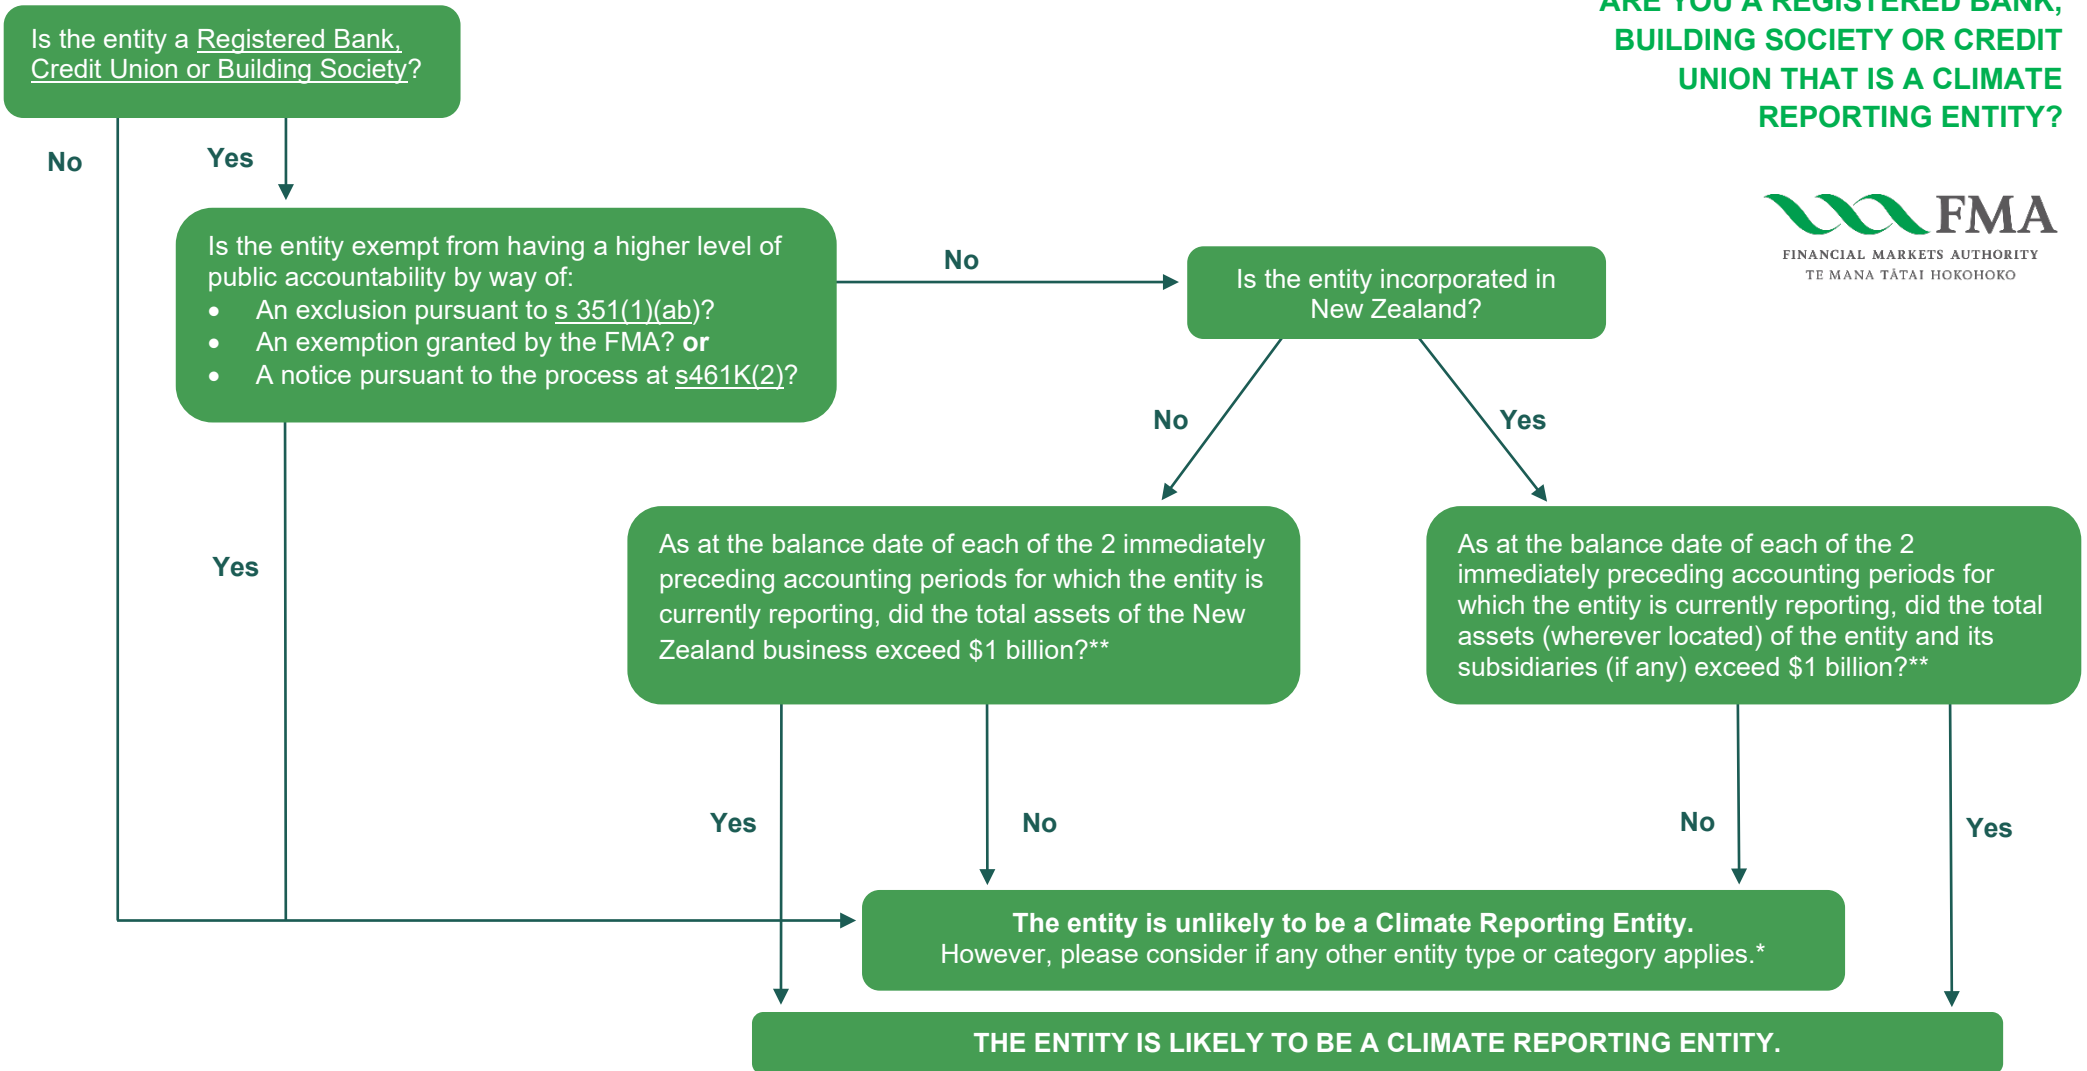 ARE YOU A REGISTERED BANK,
BUILDING SOCIETY OR CREDIT
UNION THAT IS A CLIMATE
REPORTING ENTITY?
FMA
FINANCIAL MARKETS AUTHORITY
TE MANA TĀTAI HOKOHOKO
Is the entity a Registered Bank,
Credit Union or Building Society?
No
Yes
Is the entity exempt from having a higher level of
public accountability by way of:
• An exclusion pursuant to s 351(1)(ab)?
• An exemption granted by the FMA? or
• A notice pursuant to the process at s461K(2)?
No
Is the entity incorporated in
New Zealand?
No
Yes
Yes
As at the balance date of each of the 2 immediately
preceding accounting periods for which the entity is
currently reporting, did the total assets of the New
Zealand business exceed $1 billion?**
As at the balance date of each of the 2
immediately preceding accounting periods for
which the entity is currently reporting, did the total
assets (wherever located) of the entity and its
subsidiaries (if any) exceed $1 billion?**
Yes
No
No
Yes
The entity is unlikely to be a Climate Reporting Entity.
However, please consider if any other entity type or category applies.*
THE ENTITY IS LIKELY TO BE A CLIMATE REPORTING ENTITY.